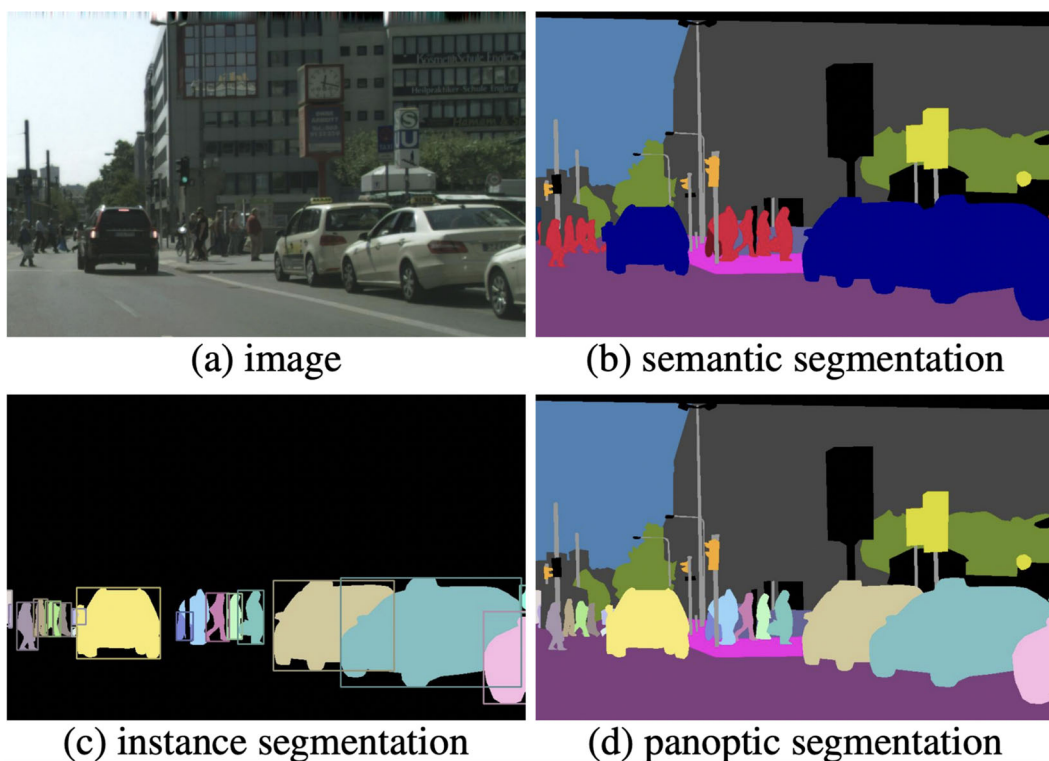 S
U
(a) image
(b) semantic segmentation
(c) instance segmentation
(d) panoptic segmentation